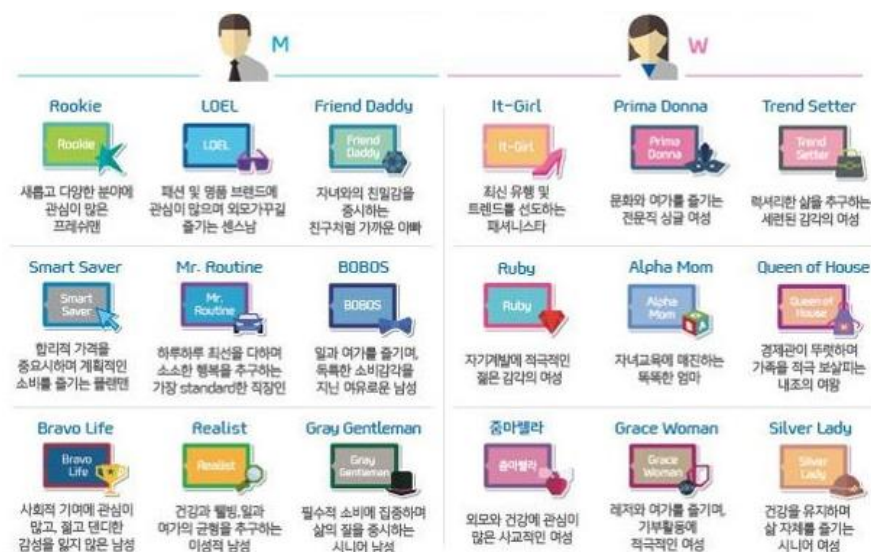 M
W
Rookie
Rookie
새롭고 다양한 분야에
관심이 많은
프레쉬맨
LOEL
LOEL
패션 및 명품 브랜드에
관심이 많으며 외모가꾸길
즐기는 센스남
Friend Daddy
Friend
Daddy
자녀와의 친밀감을
중시하는
친구처럼 가까운 아빠
It-Girl
It-Girl
최신 유행 및
트렌드를 선도하는
패셔니스타
Prima Donna
Prima
Donna
문화와 여가를 즐기는
전문직 싱글 여성
Trend Setter
Trend
Setter
럭셔리한 삶을 추구하는
세련된 감각의 여성
Smart Saver
Smart
Saver
합리적 가격을
중요시하며 계획적인
소비를 즐기는 플랜맨
Mr. Routine
Mr.
Routine
하루하루 최선을 다하며
소소한 행복을 추구하는
가장 standard한 직장인
BOBOS
BOBOS
일과 여가를 즐기며,
독특한 소비감각을
지닌 여유로운 남성
Ruby
Ruby
자기계발에 적극적인
젊은 감각의 여성
Alpha Mom
Alpha
Mom
자녀교육에 매진하는
똑똑한 엄마
Queen of House
Queen of
House
경제관이 뚜렷하며
가족을 적극 보살피는
내조의 여왕
Bravo Life
Bravo
Life
사회적 기여에 관심이
많고, 젊고 댄디한
감성을 잃지 않은 남성
Realist
Realist
건강과 웰빙,일과
여가의 균형을 추구하는
이성적 남성
Gray Gentleman
Gray
Gentleman
필수적 소비에 집중하며
삶의 질을 중시하는
시니어 남성
줌마렐라
줌마렐라
외모와 건강에 관심이
많은 사교적인 여성
Grace Woman
Grace
Woman
레저와 여가를 즐기며,
기부활동에
적극적인 여성
Silver Lady
Silver
Lady
건강을 유지하며
삶 자체를 즐기는
시니어 여성